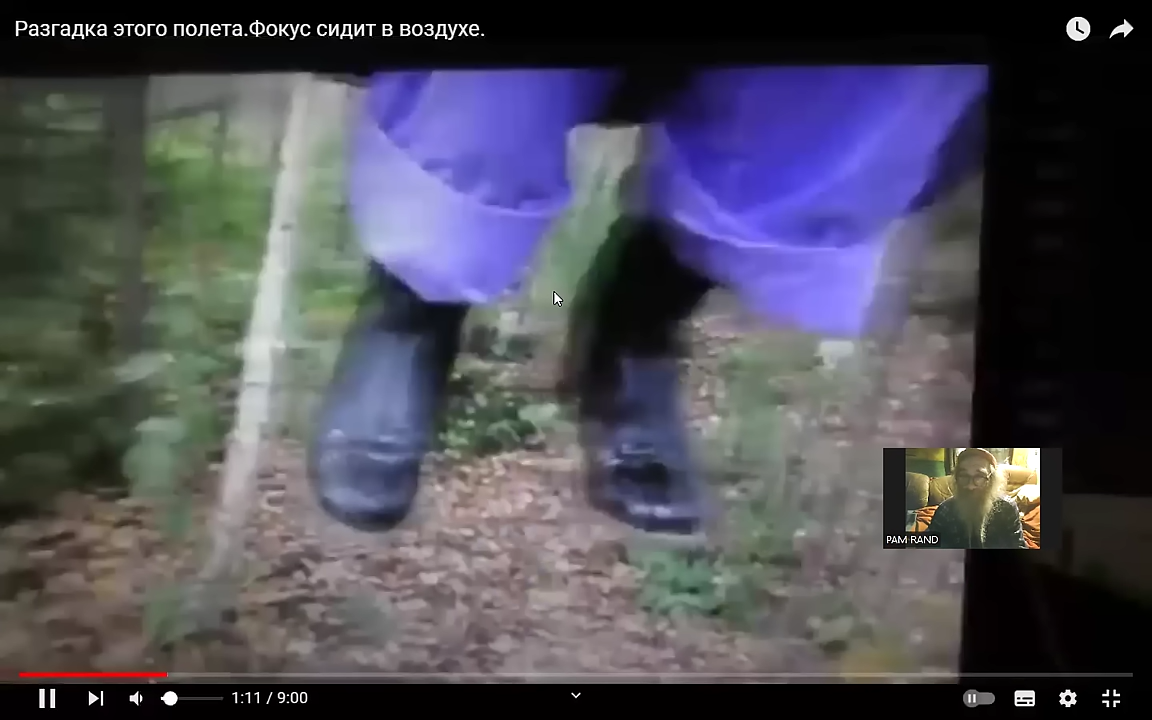 Разгадка этого полета.Фокус сидит в воздухе.
PAM RAND
1:11 / 9:00